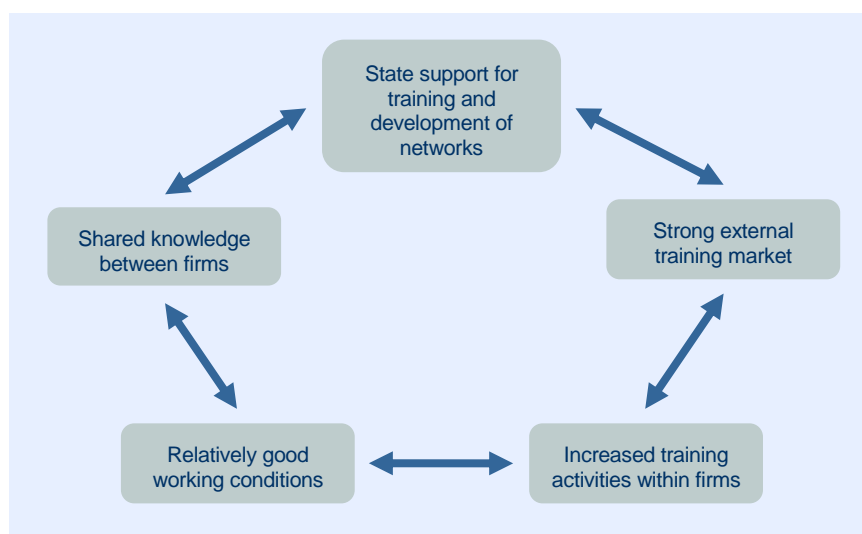 State support for
training and
development of
networks
Shared knowledge
between firms
Strong external
training market
Relatively good
working conditions
Increased training
activities within firms